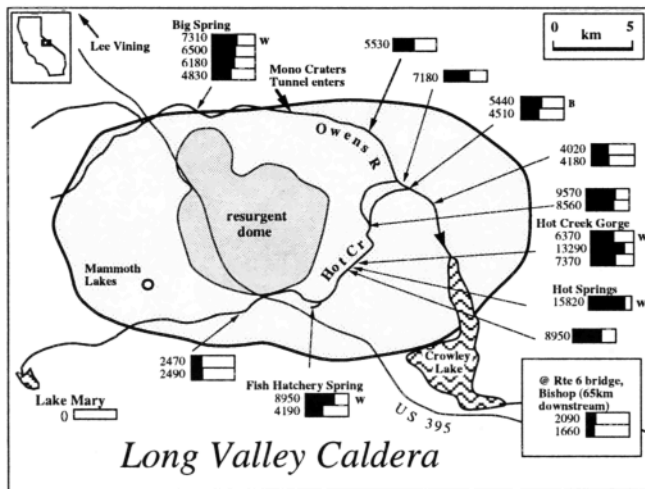 Lee Vining
Big Spring
7310 W
6500
6180
4830
Mono Craters
Tunnel enters
5530
7180
0 5
km
5440 B
4510
Owens R
4020
4180
9570
8560
Hot Creek Gorge
6370 W
13290
7370
resurgent
dome
Hot Cr
Mammoth
Lakes
Hot Springs
15820 W
8950
2470
2490
Fish Hatchery Spring
8950 W
4190
Crowley
Lake
Lake Mary
0
US 395
@ Rte 6 bridge,
Bishop (65km
downstream)
2090
1660
Long Valley Caldera